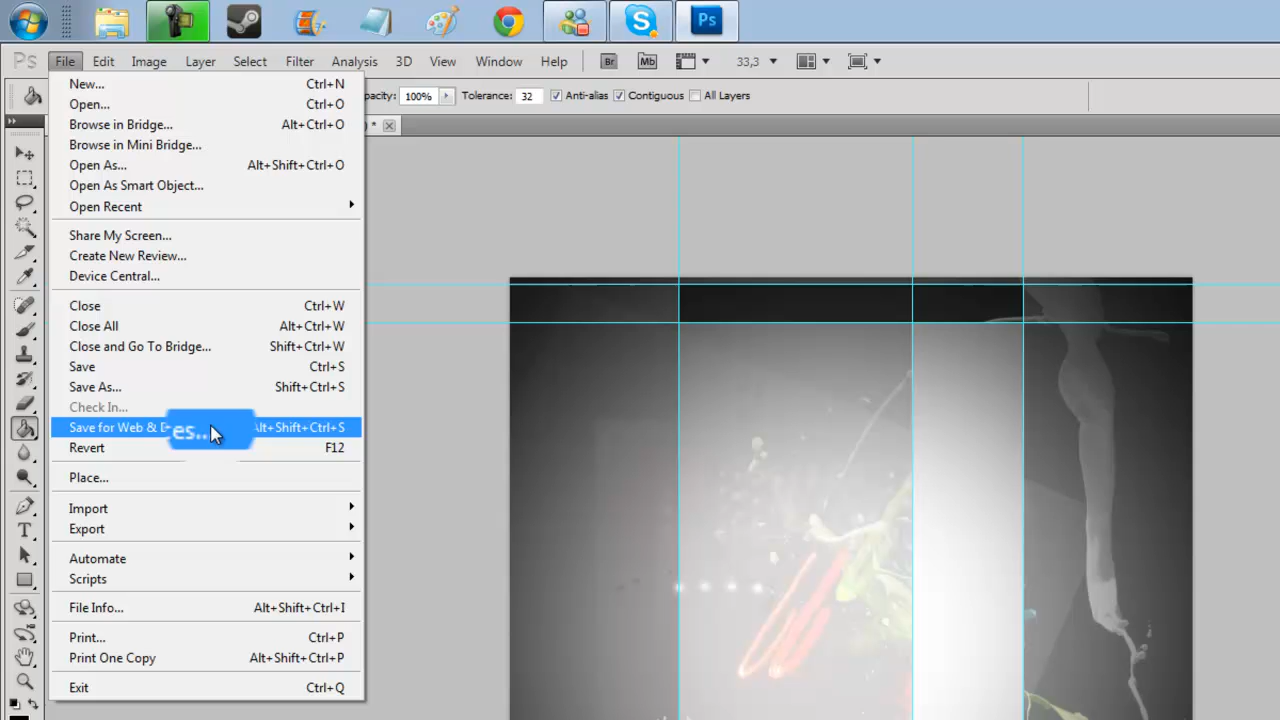 Ps
Ps File Edit Image Layer Select Filter Analysis 3D View Window Help Br Mb 33,3
pacity: 100% Tolerance: 32 Anti-alias Contiguous All Layers
) *
New... Ctrl+N
Open... Ctrl+O
Browse in Bridge... Alt+Ctrl+O
Browse in Mini Bridge...
Open As... Alt+Shift+Ctrl+O
Open As Smart Object...
Open Recent
Share My Screen...
Create New Review...
Device Central...
Close Ctrl+W
Close All Alt+Ctrl+W
Close and Go To Bridge... Shift+Ctrl+W
Save Ctrl+S
Save As... Shift+Ctrl+S
Check In...
Save for Web & es... Alt+Shift+Ctrl+S
Revert F12
Place...
Import
Export
Automate
Scripts
File Info... Alt+Shift+Ctrl+I
Print... Ctrl+P
Print One Copy Alt+Shift+Ctrl+P
Exit Ctrl+Q